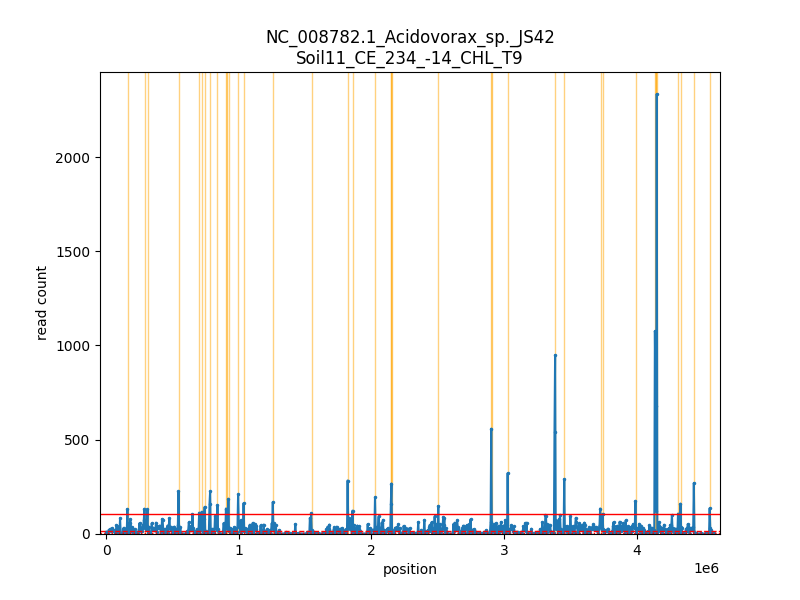 NC_008782.1_Acidovorax_sp._JS42
Soil11_CE_234_-14_CHL_T9
2000
1500
1000
500
0
read count
0
1
2
3
4
1e6
position